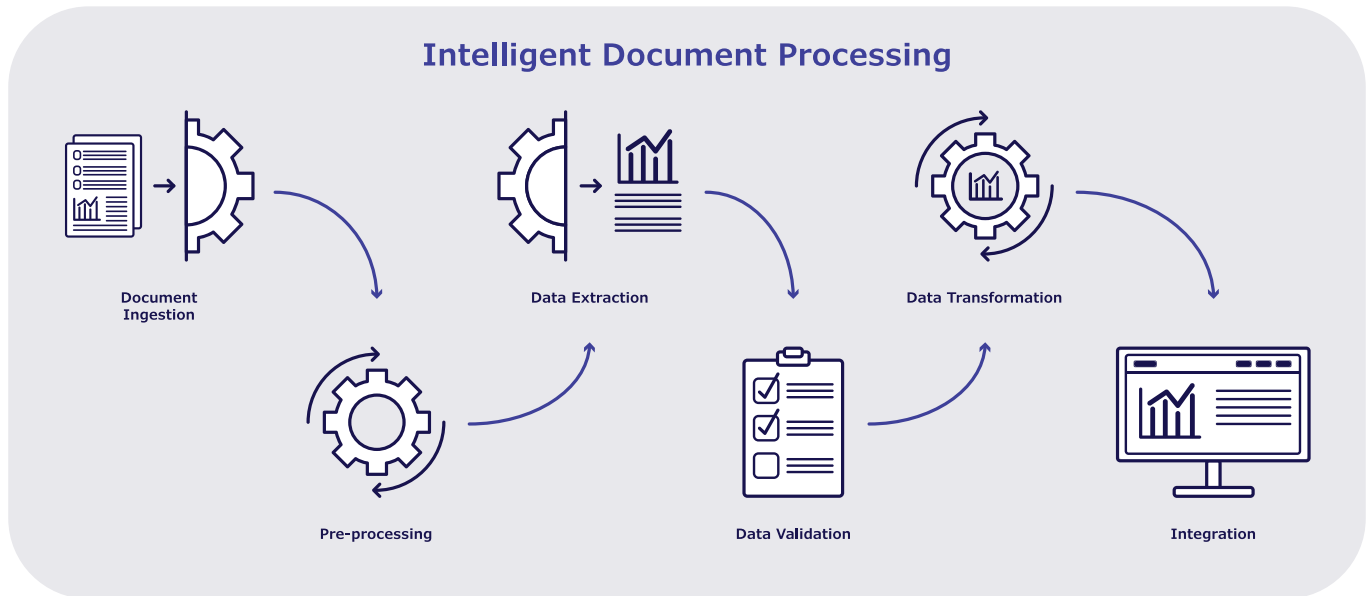 Intelligent Document Processing
Document
Ingestion
Pre-processing
Data Extraction
Data Validation
Data Transformation
Integration